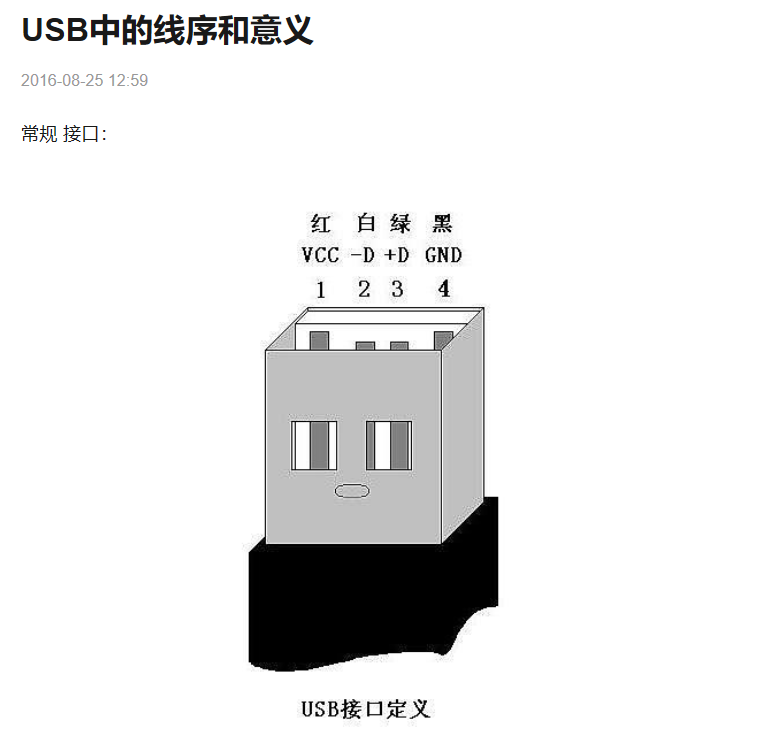 USB中的线序和意义
2016-08-25 12:59
常规 接口：
红 白 绿 黑
VCC -D +D GND
1 2 3 4
USB接口定义